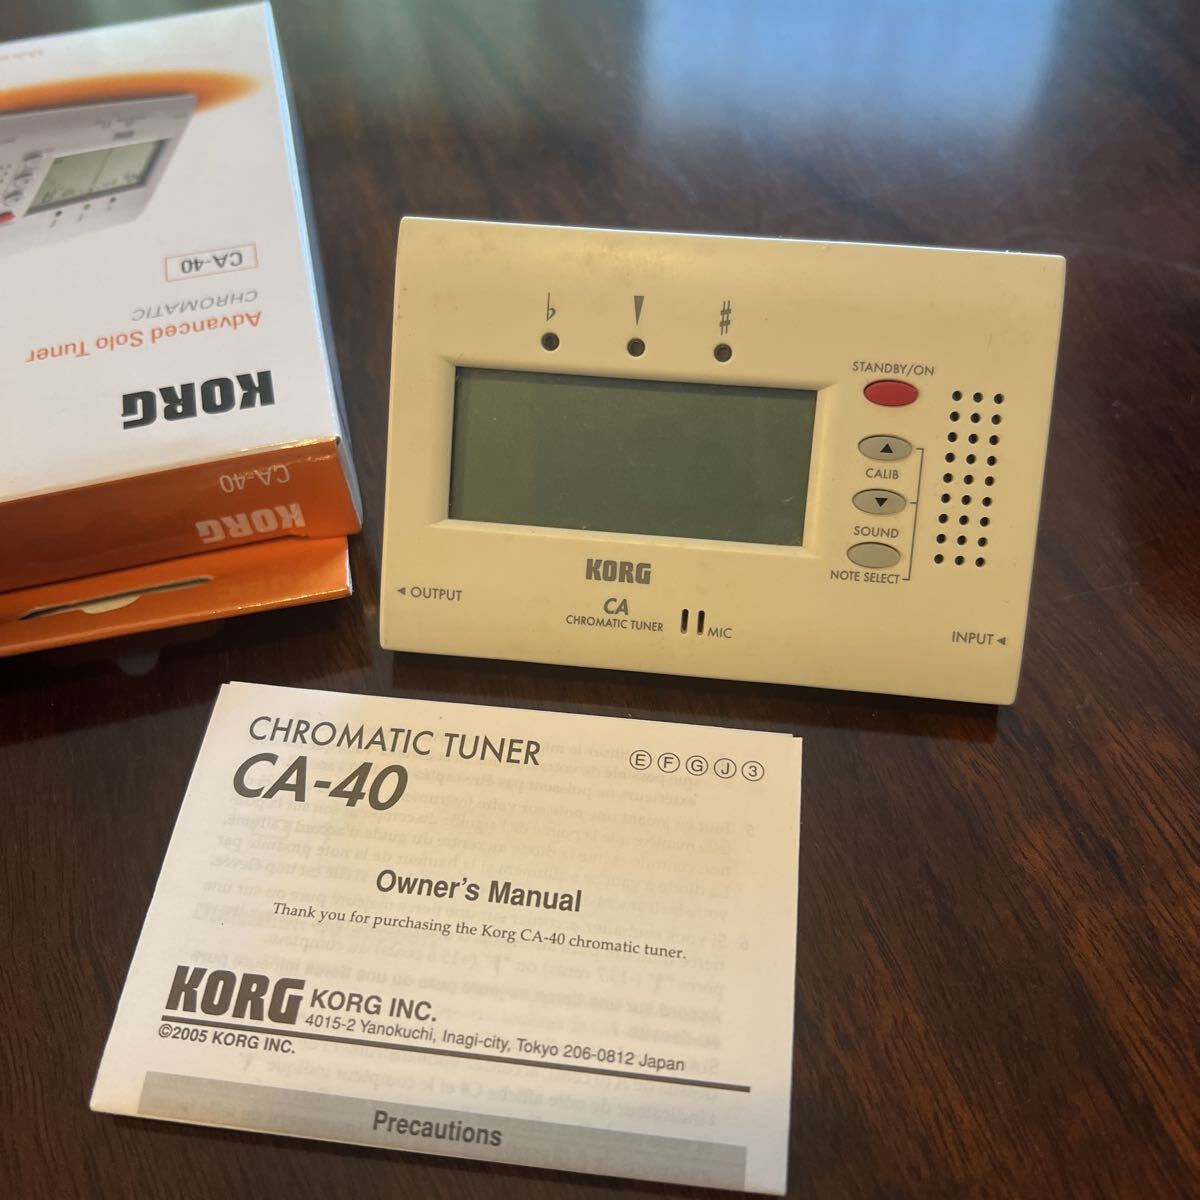 CA-40
CHROMATIC
Advanced Solo Tuner
KORG
CA-40
KORG
♭
♯
STANDBY/ON
▲
CALIB
▼
SOUND
NOTE SELECT
KORG
CA
CHROMATIC TUNER
MIC
◄ OUTPUT
INPUT ◄
CHROMATIC TUNER
CA-40
Ⓔ Ⓕ Ⓖ Ⓙ ③
Owner's Manual
Thank you for purchasing the Korg CA-40 chromatic tuner.
KORG KORG INC.
4015-2 Yanokuchi, Inagi-city, Tokyo 206-0812 Japan
©2005 KORG INC.
Precautions